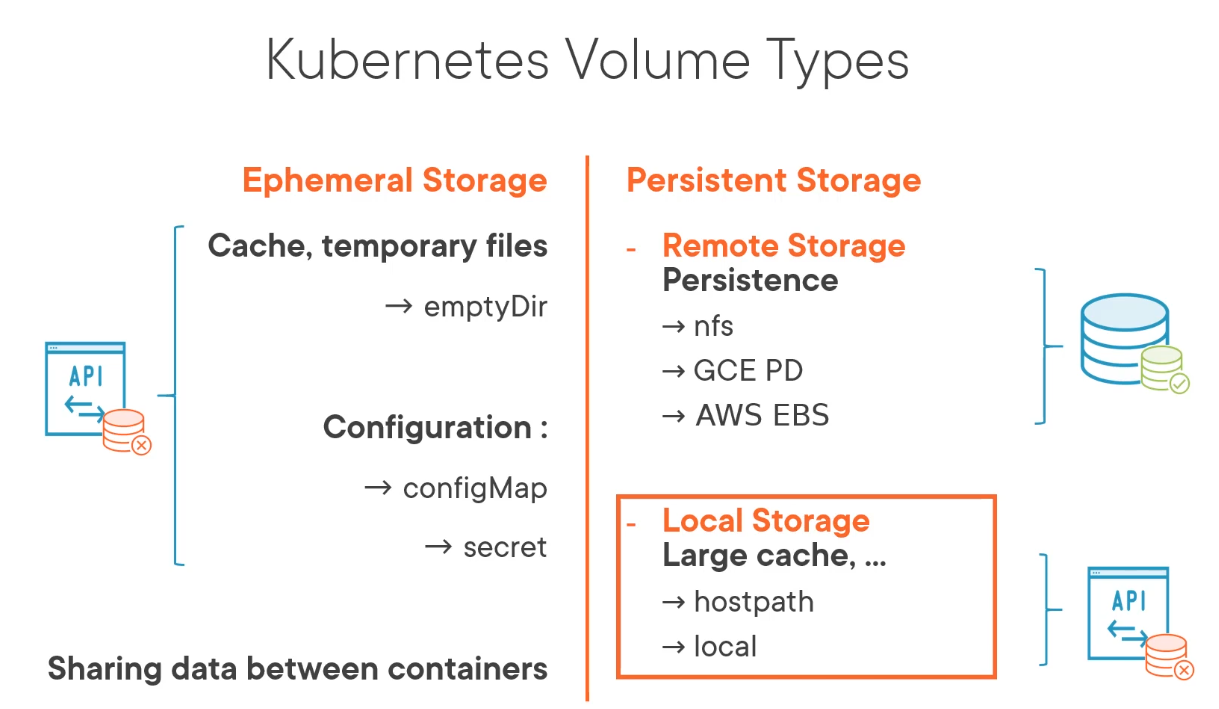 Kubernetes Volume Types
Ephemeral Storage
Cache, temporary files
→ emptyDir
API
Configuration :
→ configMap
→ secret
Sharing data between containers
Persistent Storage
- Remote Storage
Persistence
→ nfs
→ GCE PD
→ AWS EBS
- Local Storage
Large cache, ...
→ hostpath
→ local
API